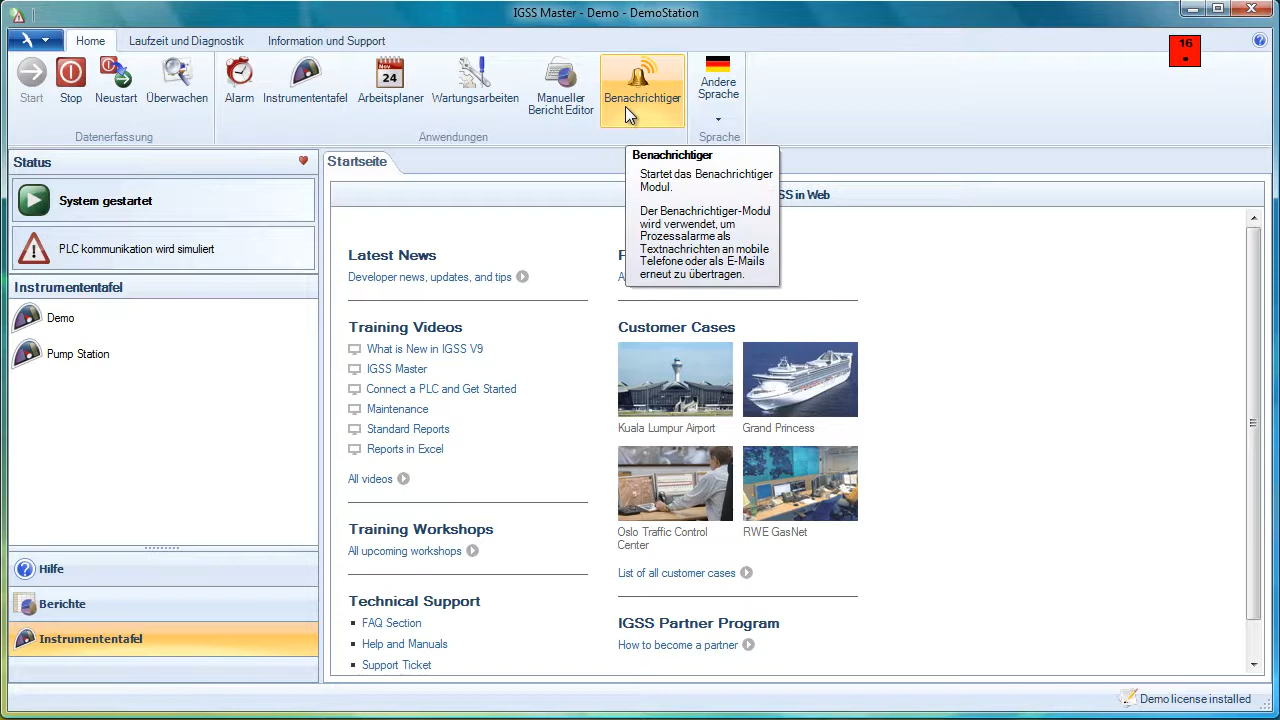 IGSS Master - Demo - DemoStation
Home
Laufzeit und Diagnostik
Information und Support
16
Start
Stop
Neustart
Überwachen
Alarm
Instrumententafel
Nov
24
Arbeitsplaner
Wartungsarbeiten
Manueller
Bericht Editor
Benachrichtiger
Andere
Sprache
Datenerfassung
Anwendungen
Sprache
Status
System gestartet
PLC kommunikation wird simuliert
Instrumententafel
Demo
Pump Station
Hilfe
Berichte
Instrumententafel
Startseite
SS in Web
Benachrichtiger
Startet das Benachrichtiger
Modul.
Der Benachrichtiger-Modul
wird verwendet, um
Prozessalarme als
Textnachrichten an mobile
Telefone oder als E-Mails
erneut zu übertragen.
Latest News
Developer news, updates, and tips
Training Videos
What is New in IGSS V9
IGSS Master
Connect a PLC and Get Started
Maintenance
Standard Reports
Reports in Excel
All videos
Training Workshops
All upcoming workshops
Technical Support
FAQ Section
Help and Manuals
Support Ticket
Customer Cases
Kuala Lumpur Airport
Grand Princess
Oslo Traffic Control
Center
RWE GasNet
List of all customer cases
IGSS Partner Program
How to become a partner
Demo license installed